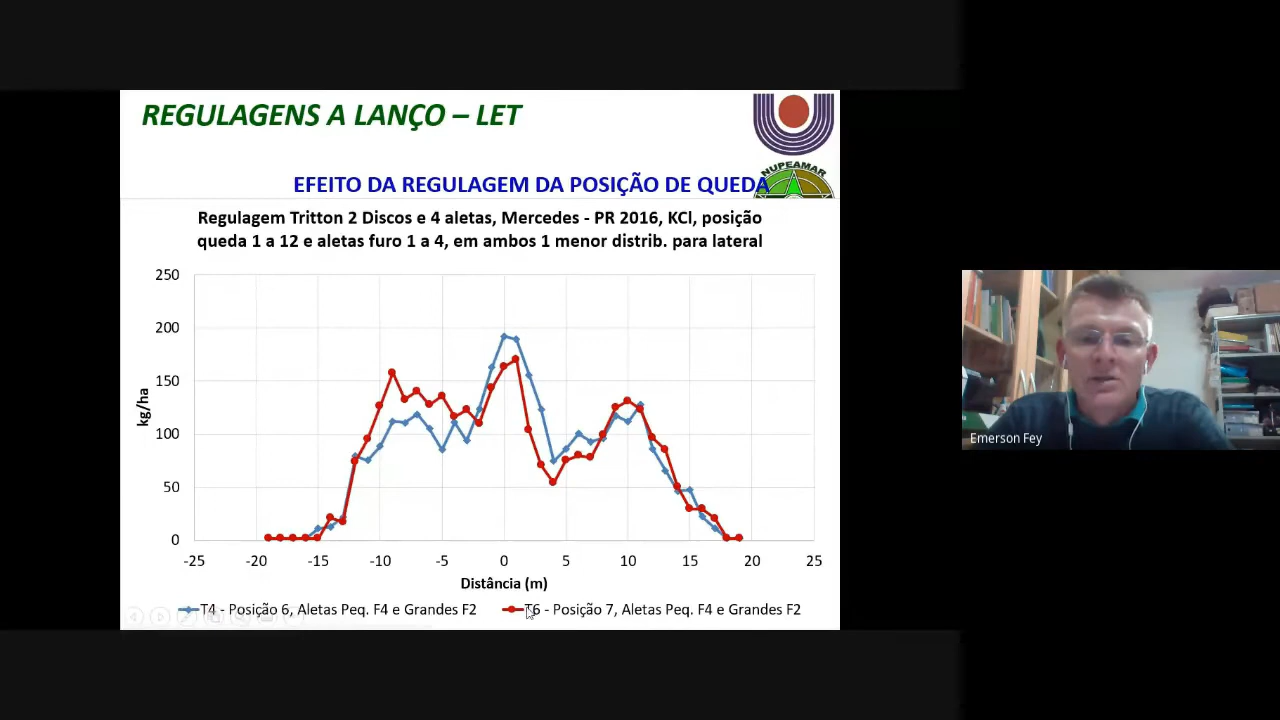 REGULAGENS A LANÇO – LET
NUPEAMAR
EFEITO DA REGULAGEM DA POSIÇÃO DE QUEDA
Regulagem Tritton 2 Discos e 4 aletas, Mercedes - PR 2016, KCl, posição
queda 1 a 12 e aletas furo 1 a 4, em ambos 1 menor distrib. para lateral
250
200
150
100
50
0
kg/ha
-25 -20 -15 -10 -5 0 5 10 15 20 25
Distância (m)
T4 - Posição 6, Aletas Peq. F4 e Grandes F2
T6 - Posição 7, Aletas Peq. F4 e Grandes F2
Emerson Fey